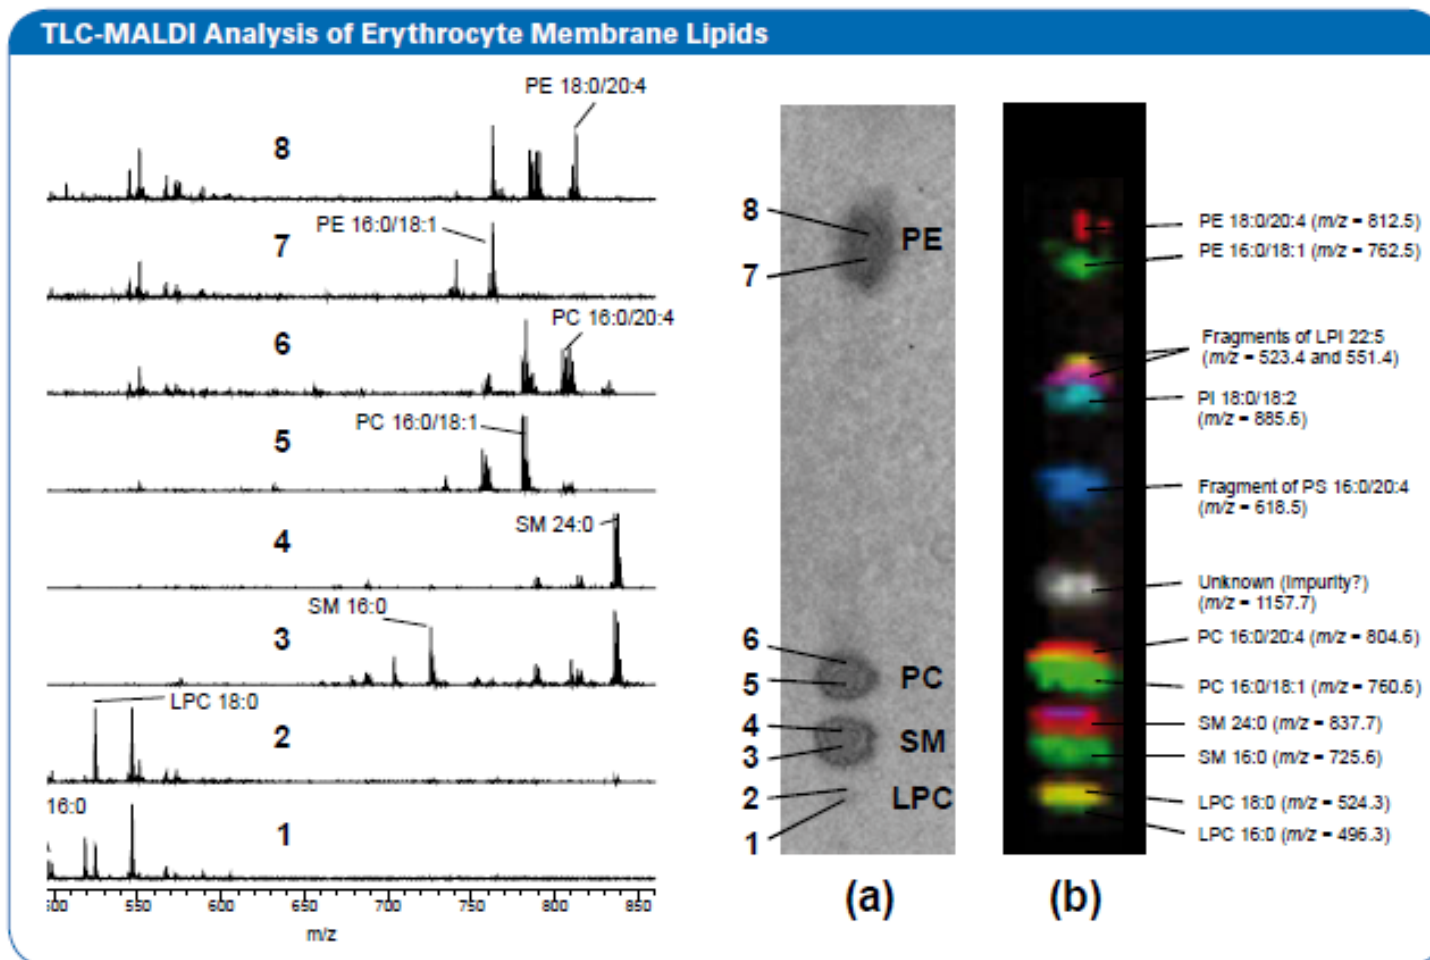 TLC-MALDI Analysis of Erythrocyte Membrane Lipids
PE 18:0/20:4
8
PE 16:0/18:1
7
PC 16:0/20:4
6
PC 16:0/18:1
5
SM 24:0
4
SM 16:0
3
LPC 18:0
2
16:0
1
500 550 600 650 700 750 800 850
m/z
8
7
PE
6
5
PC
4
3
SM
2
1
LPC
(a)
PE 18:0/20:4 (m/z = 812.5)
PE 16:0/18:1 (m/z = 762.5)
Fragments of LPI 22:5
(m/z = 523.4 and 551.4)
PI 18:0/18:2
(m/z = 885.6)
Fragment of PS 16:0/20:4
(m/z = 618.5)
Unknown (Impurity?)
(m/z = 1157.7)
PC 16:0/20:4 (m/z = 804.6)
PC 16:0/18:1 (m/z = 760.6)
SM 24:0 (m/z = 837.7)
SM 16:0 (m/z = 725.6)
LPC 18:0 (m/z = 524.3)
LPC 16:0 (m/z = 496.3)
(b)